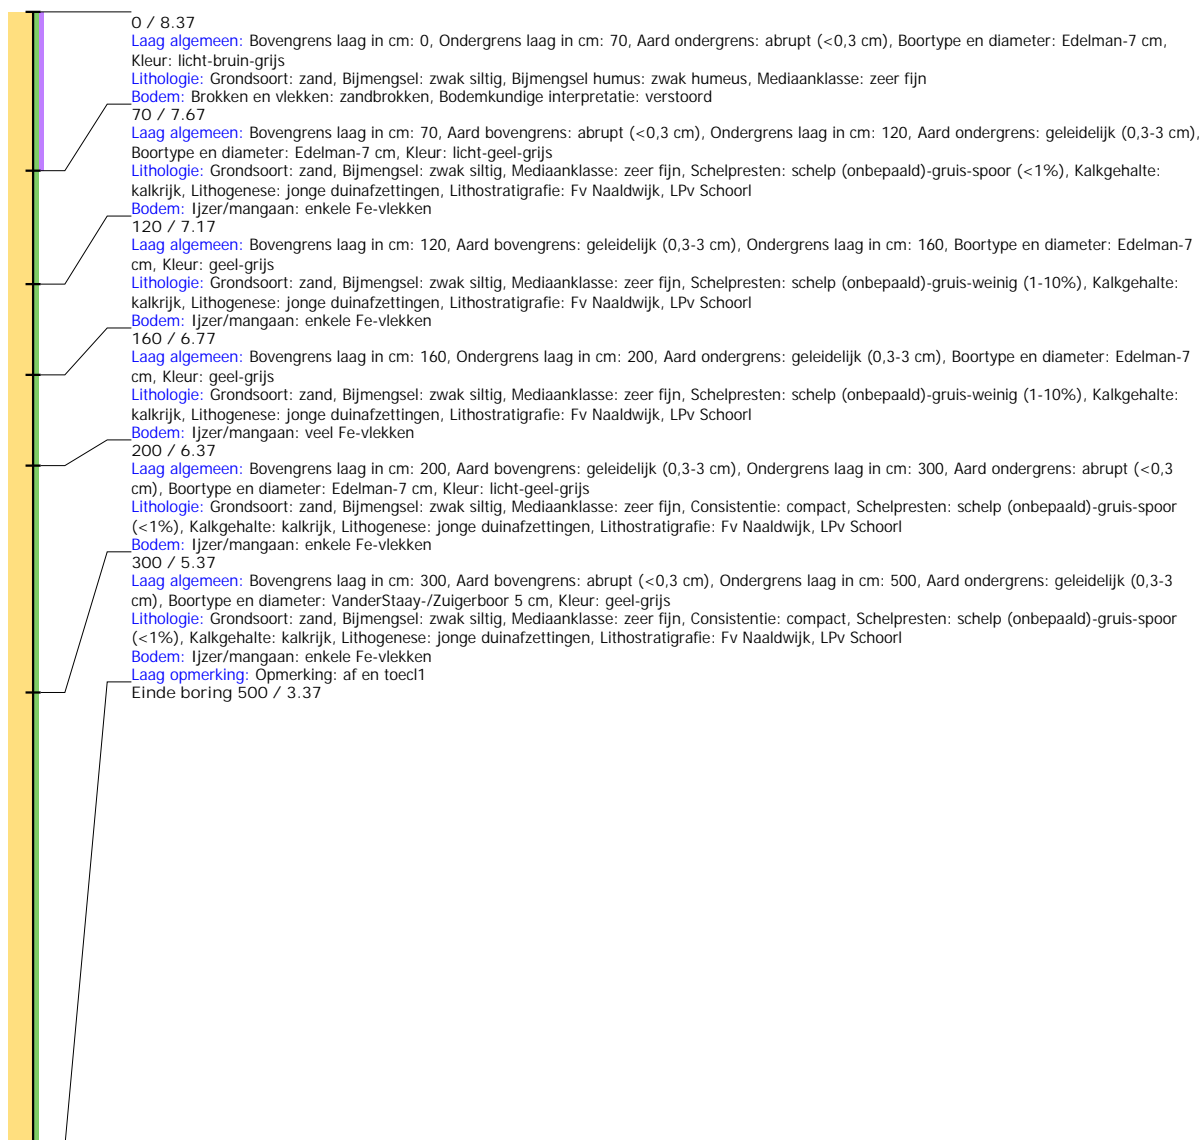 0 / 8.37
Laag algemeen: Bovengrens laag in cm: 0, Ondergrens laag in cm: 70, Aard ondergrens: abrupt (<0,3 cm), Boortype en diameter: Edelman-7 cm,
Kleur: licht-bruin-grijs
Lithologie: Grondsoort: zand, Bijmengsel: zwak siltig, Bijmengsel humus: zwak humeus, Mediaanklasse: zeer fijn
Bodem: Brokken en vlekken: zandbrokken, Bodemkundige interpretatie: verstoord
70 / 7.67
Laag algemeen: Bovengrens laag in cm: 70, Aard bovengrens: abrupt (<0,3 cm), Ondergrens laag in cm: 120, Aard ondergrens: geleidelijk (0,3-3 cm),
Boortype en diameter: Edelman-7 cm, Kleur: licht-geel-grijs
Lithologie: Grondsoort: zand, Bijmengsel: zwak siltig, Mediaanklasse: zeer fijn, Schelpresten: schelp (onbepaald)-gruis-spoor (<1%), Kalkgehalte:
kalkrijk, Lithogenese: jonge duinafzettingen, Lithostratigrafie: Fv Naaldwijk, LPv Schoorl
Bodem: Ijzer/mangaan: enkele Fe-vlekken
120 / 7.17
Laag algemeen: Bovengrens laag in cm: 120, Aard bovengrens: geleidelijk (0,3-3 cm), Ondergrens laag in cm: 160, Boortype en diameter: Edelman-7
cm, Kleur: geel-grijs
Lithologie: Grondsoort: zand, Bijmengsel: zwak siltig, Mediaanklasse: zeer fijn, Schelpresten: schelp (onbepaald)-gruis-weinig (1-10%), Kalkgehalte:
kalkrijk, Lithogenese: jonge duinafzettingen, Lithostratigrafie: Fv Naaldwijk, LPv Schoorl
Bodem: Ijzer/mangaan: enkele Fe-vlekken
160 / 6.77
Laag algemeen: Bovengrens laag in cm: 160, Ondergrens laag in cm: 200, Aard ondergrens: geleidelijk (0,3-3 cm), Boortype en diameter: Edelman-7
cm, Kleur: geel-grijs
Lithologie: Grondsoort: zand, Bijmengsel: zwak siltig, Mediaanklasse: zeer fijn, Schelpresten: schelp (onbepaald)-gruis-weinig (1-10%), Kalkgehalte:
kalkrijk, Lithogenese: jonge duinafzettingen, Lithostratigrafie: Fv Naaldwijk, LPv Schoorl
Bodem: Ijzer/mangaan: veel Fe-vlekken
200 / 6.37
Laag algemeen: Bovengrens laag in cm: 200, Aard bovengrens: geleidelijk (0,3-3 cm), Ondergrens laag in cm: 300, Aard ondergrens: abrupt (<0,3
cm), Boortype en diameter: Edelman-7 cm, Kleur: licht-geel-grijs
Lithologie: Grondsoort: zand, Bijmengsel: zwak siltig, Mediaanklasse: zeer fijn, Consistentie: compact, Schelpresten: schelp (onbepaald)-gruis-spoor
(<1%), Kalkgehalte: kalkrijk, Lithogenese: jonge duinafzettingen, Lithostratigrafie: Fv Naaldwijk, LPv Schoorl
Bodem: Ijzer/mangaan: enkele Fe-vlekken
300 / 5.37
Laag algemeen: Bovengrens laag in cm: 300, Aard bovengrens: abrupt (<0,3 cm), Ondergrens laag in cm: 500, Aard ondergrens: geleidelijk (0,3-3
cm), Boortype en diameter: VanderStaay-/Zuigerboor 5 cm, Kleur: geel-grijs
Lithologie: Grondsoort: zand, Bijmengsel: zwak siltig, Mediaanklasse: zeer fijn, Consistentie: compact, Schelpresten: schelp (onbepaald)-gruis-spoor
(<1%), Kalkgehalte: kalkrijk, Lithogenese: jonge duinafzettingen, Lithostratigrafie: Fv Naaldwijk, LPv Schoorl
Bodem: Ijzer/mangaan: enkele Fe-vlekken
Laag opmerking: Opmerking: af en toecl1
Einde boring 500 / 3.37